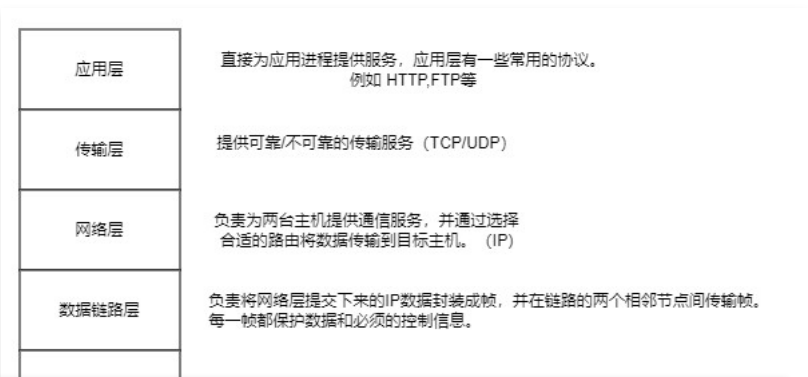 应用层
直接为应用进程提供服务，应用层有一些常用的协议。
例如 HTTP,FTP等
传输层
提供可靠/不可靠的传输服务（TCP/UDP）
网络层
负责为两台主机提供通信服务，并通过选择
合适的路由将数据传输到目标主机。（IP）
数据链路层
负责将网络层提交下来的IP数据封装成帧，并在链路的两个相邻节点间传输帧。
每一帧都保护数据和必须的控制信息。